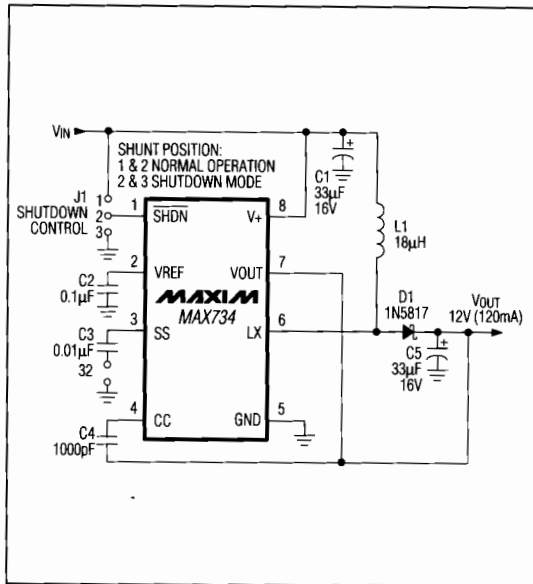 VIN
SHUNT POSITION:
1 & 2 NORMAL OPERATION
2 & 3 SHUTDOWN MODE
J1
SHUTDOWN
CONTROL
1
2
3
1
SHDN
2
VREF
3
SS
4
CC
MAXIM
MAX734
8
V+
7
VOUT
6
LX
5
GND
C1
33µF
16V
+
L1
18µH
D1
1N5817
VOUT
12V (120mA)
+
C5
33µF
16V
C2
0.1µF
C3
0.01µF
32
C4
1000pF